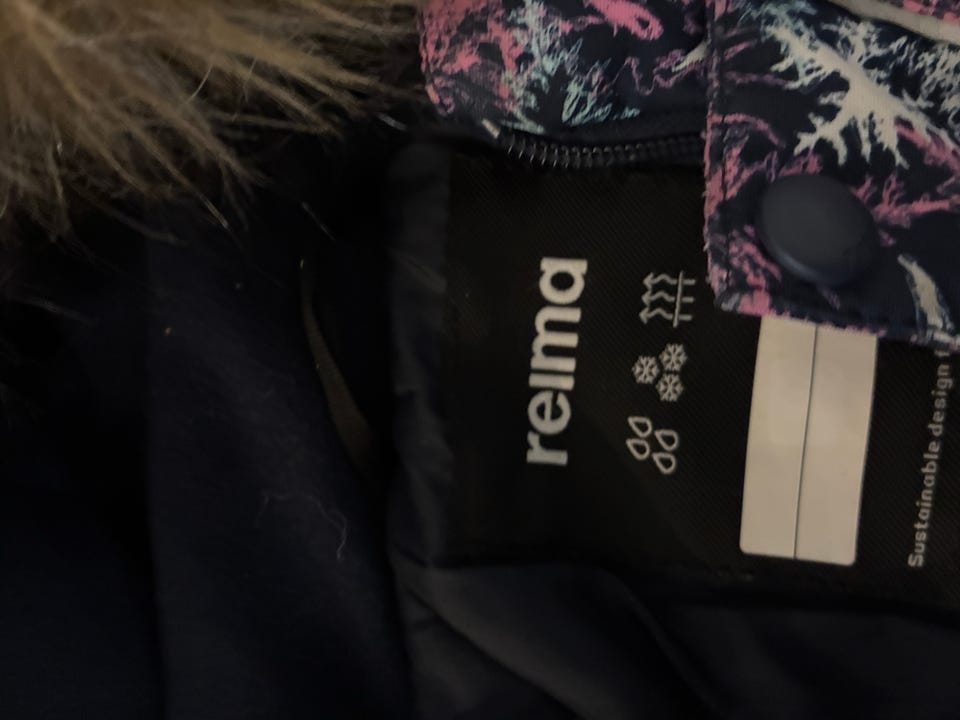 reima
Sustainable design f